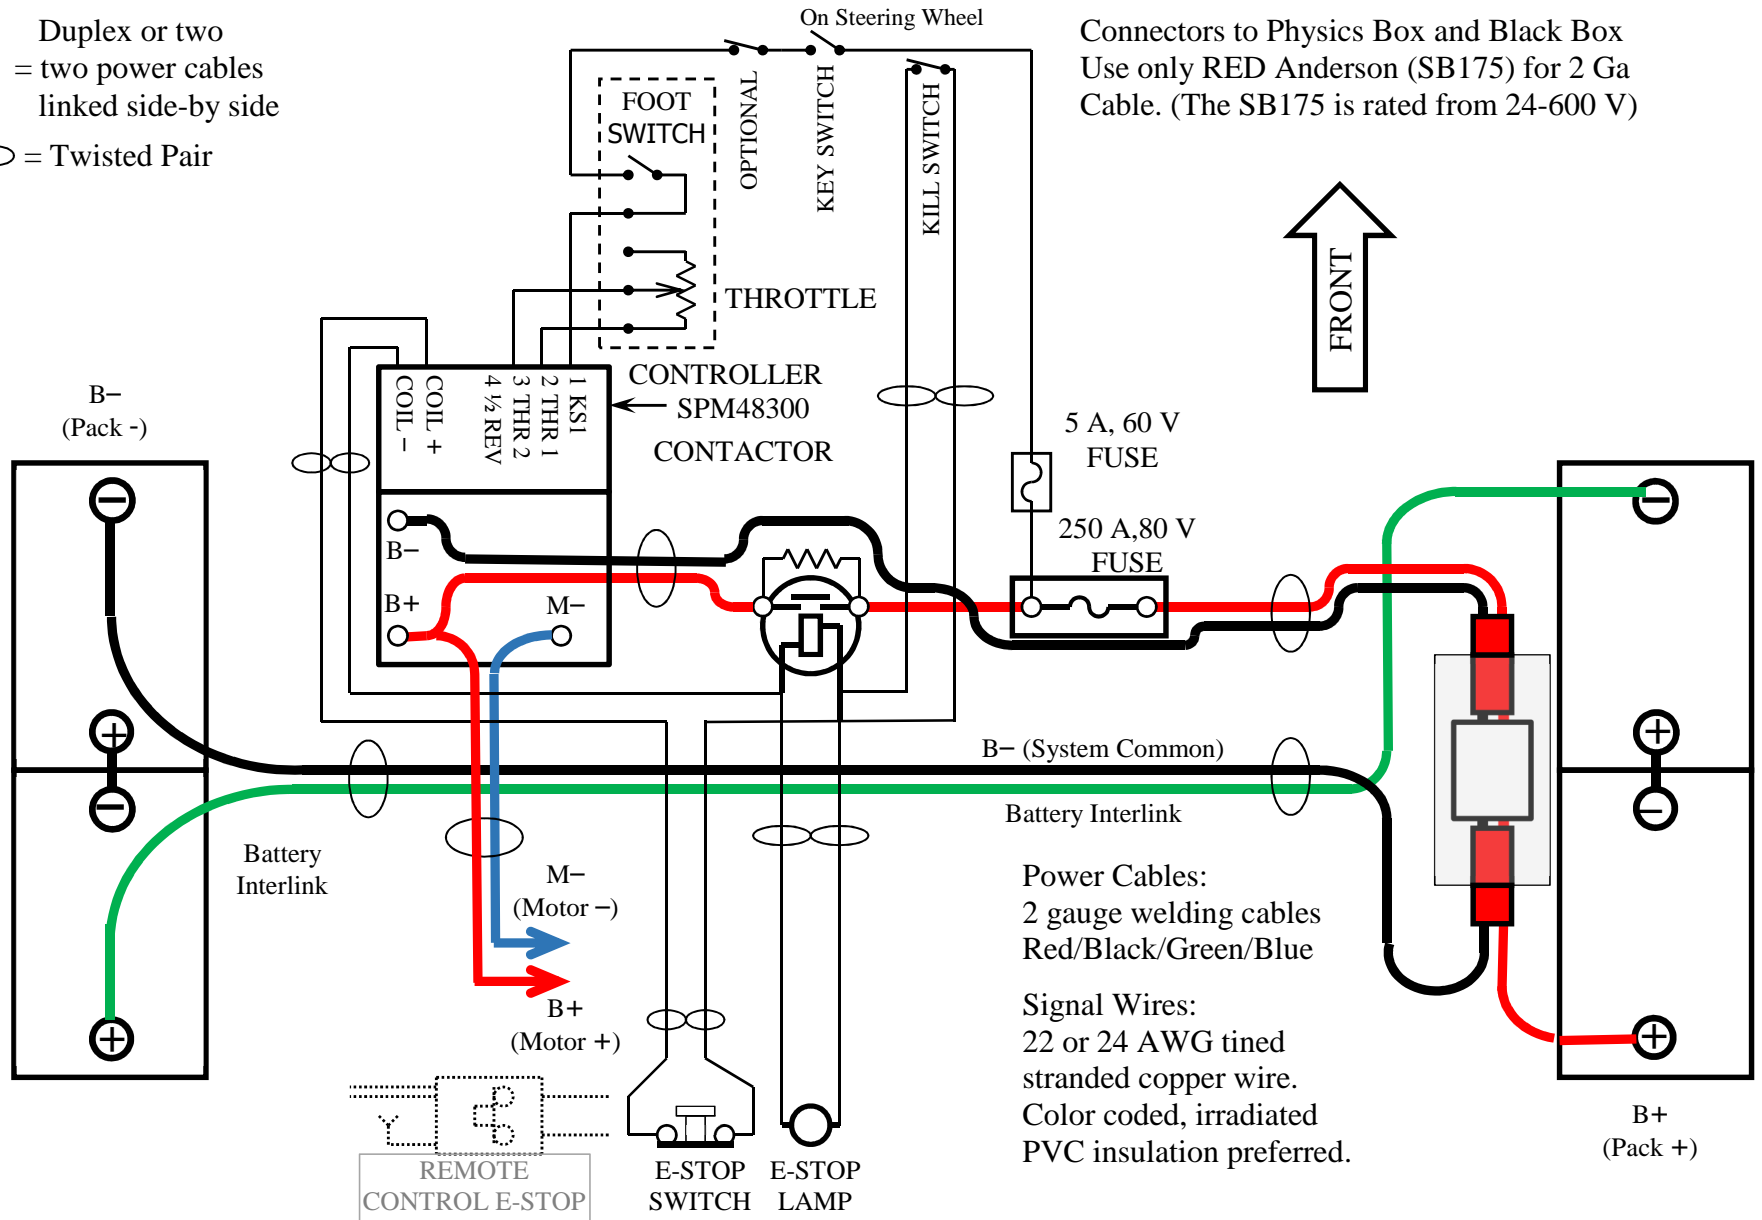 Duplex or two
= two power cables
linked side-by side
= Twisted Pair
On Steering Wheel
Connectors to Physics Box and Black Box
Use only RED Anderson (SB175) for 2 Ga
Cable. (The SB175 is rated from 24-600 V)
FOOT
SWITCH
OPTIONAL
KEY SWITCH
KILL SWITCH
THROTTLE
FRONT
CONTROLLER
SPM48300
CONTACTOR
COIL −
COIL +
4 ½ REV
3 THR 2
2 THR 1
1 KS1
B−
(Pack -)
5 A, 60 V
FUSE
250 A,80 V
FUSE
B−
B+
M−
B− (System Common)
Battery Interlink
Battery
Interlink
M−
(Motor −)
B+
(Motor +)
Power Cables:
2 gauge welding cables
Red/Black/Green/Blue
Signal Wires:
22 or 24 AWG tined
stranded copper wire.
Color coded, irradiated
PVC insulation preferred.
B+
(Pack +)
REMOTE
CONTROL E-STOP
E-STOP
SWITCH
E-STOP
LAMP